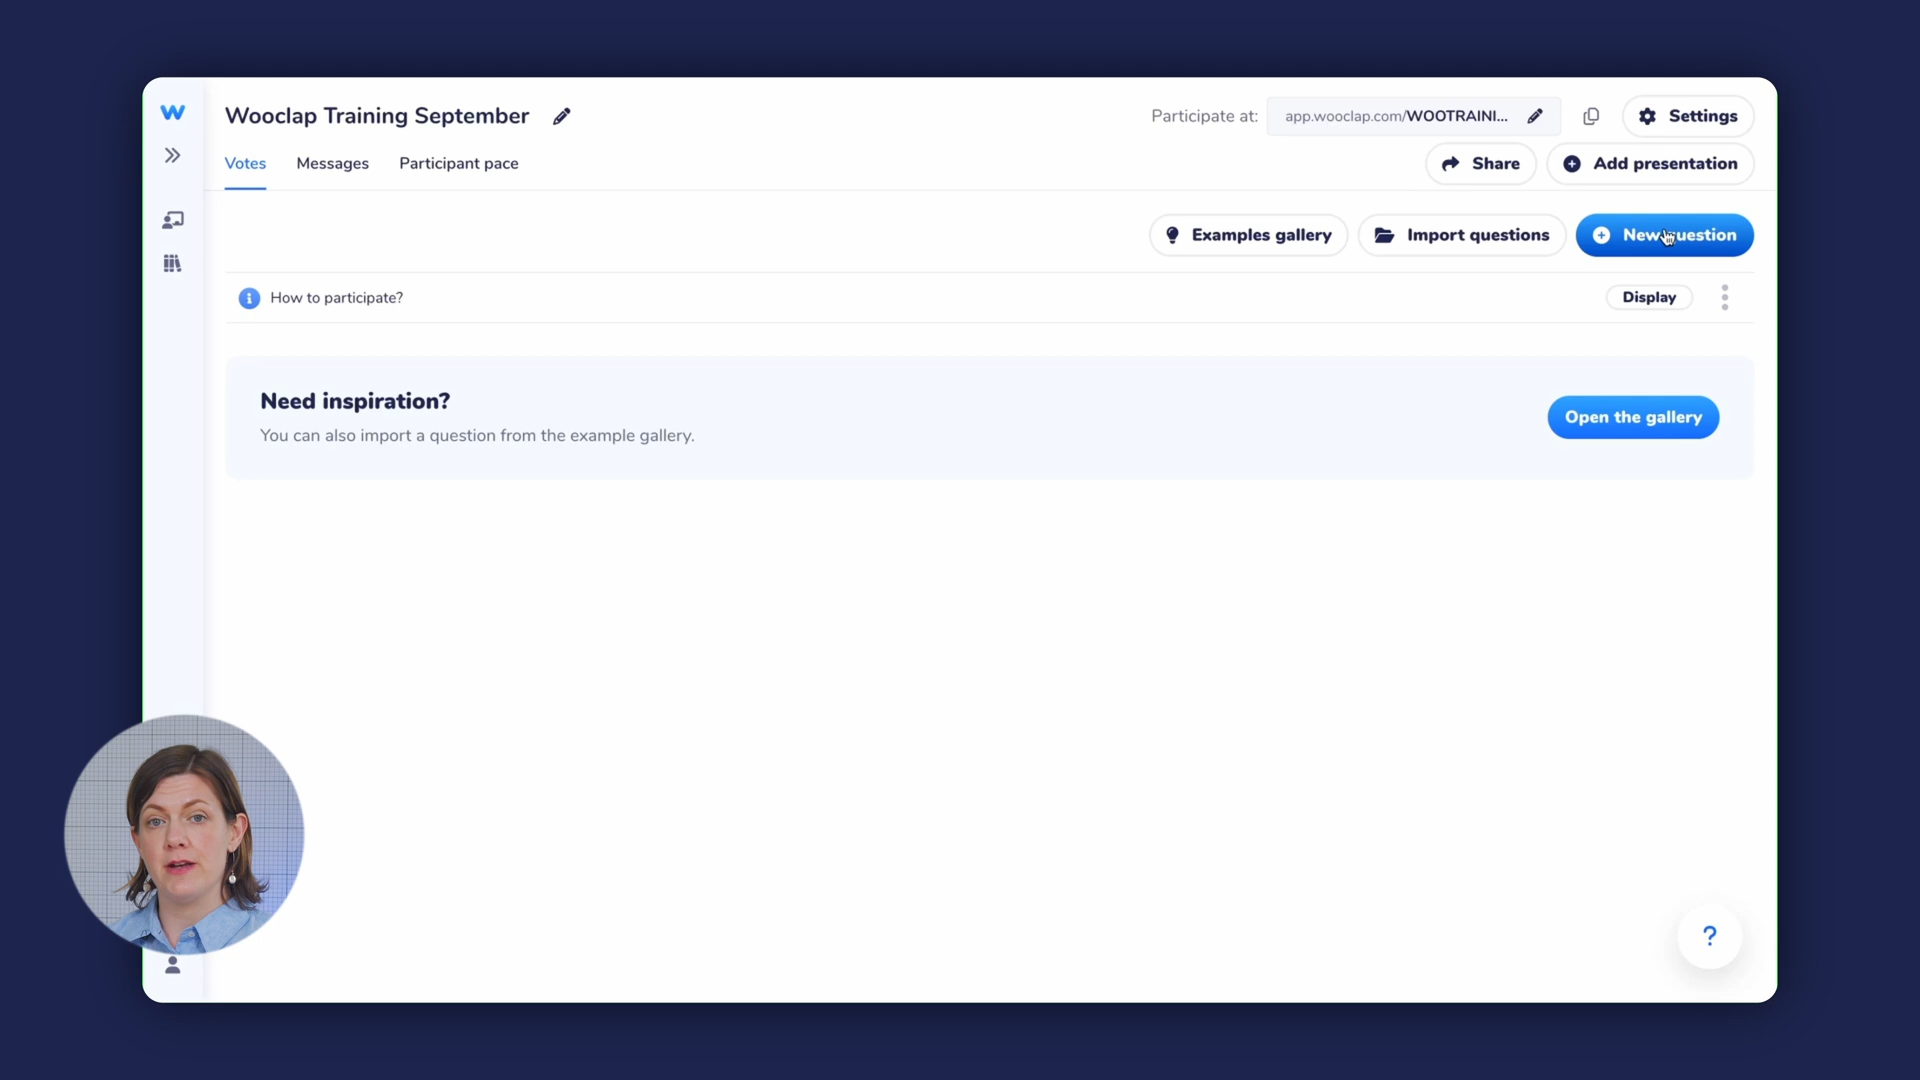 W
Wooclap Training September
Participate at:
app.wooclap.com/WOOTRAINI...
Settings
Votes
Messages
Participant pace
Share
Add presentation
Examples gallery
Import questions
New question
How to participate?
Display
Need inspiration?
You can also import a question from the example gallery.
Open the gallery
?